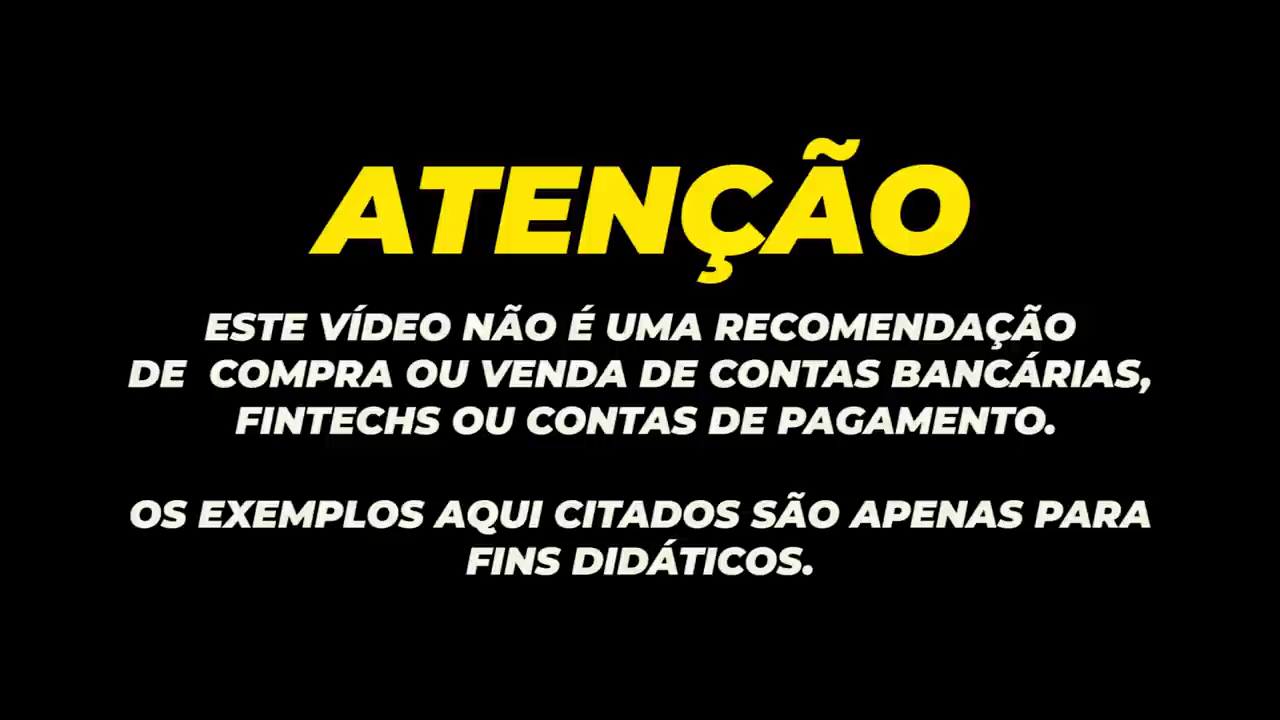 ATENÇÃO
ESTE VÍDEO NÃO É UMA RECOMENDAÇÃO
DE COMPRA OU VENDA DE CONTAS BANCÁRIAS,
FINTECHS OU CONTAS DE PAGAMENTO.
OS EXEMPLOS AQUI CITADOS SÃO APENAS PARA
FINS DIDÁTICOS.